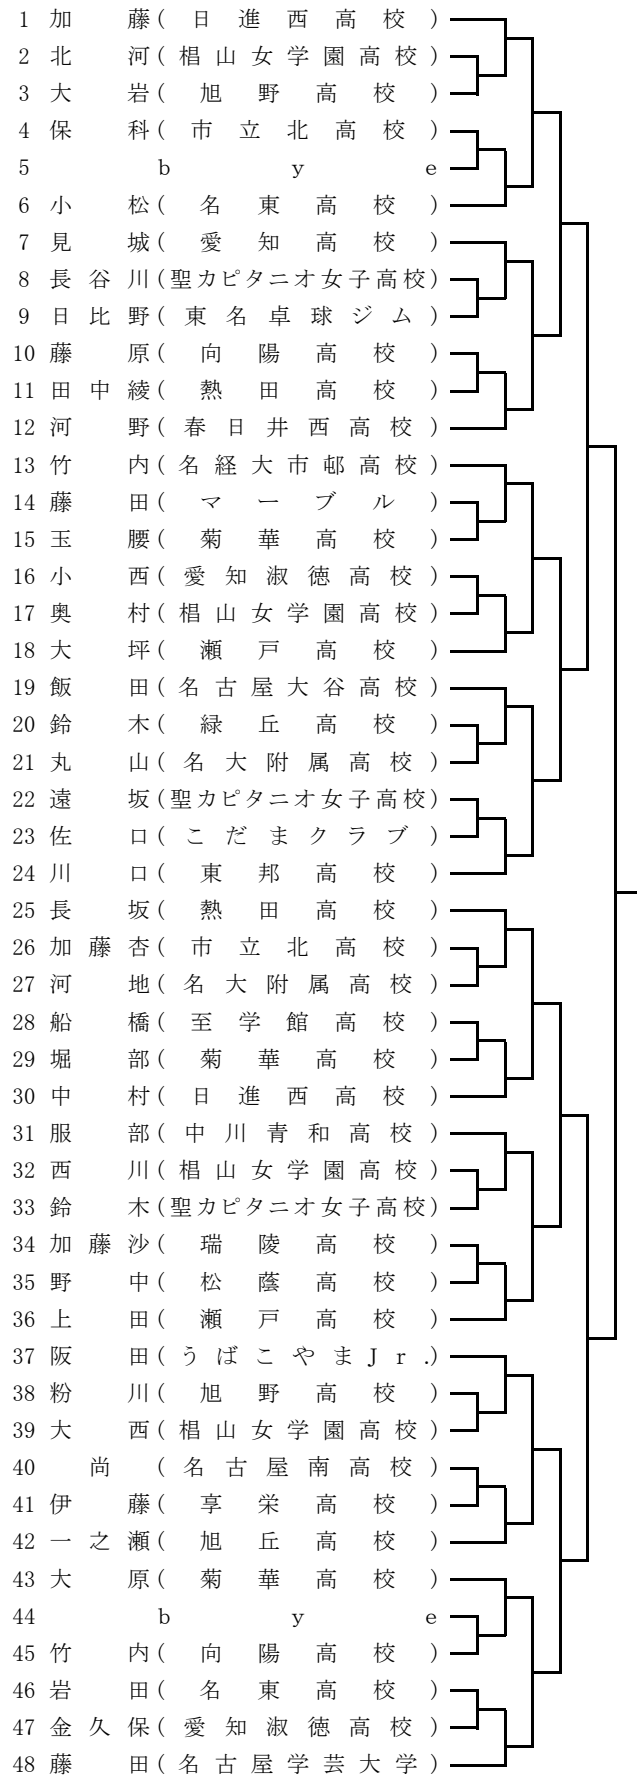 1 加藤(日進西高校)
2 北河(椙山女学園高校)
3 大岩(旭野高校)
4 保科(市立北高校)
5 bye
6 小松(名東高校)
7 見城(愛知高校)
8 長谷川(聖カピタニオ女子高校)
9 日比野(東名卓球ジム)
10 藤原(向陽高校)
11 田中綾(熱田高校)
12 河野(春日井西高校)
13 竹内(名経大市邨高校)
14 藤田(マーブル)
15 玉腰(菊華高校)
16 小西(愛知淑徳高校)
17 奥村(椙山女学園高校)
18 大坪(瀬戸高校)
19 飯田(名古屋大谷高校)
20 鈴木(緑丘高校)
21 丸山(名大附属高校)
22 遠坂(聖カピタニオ女子高校)
23 佐口(こだまクラブ)
24 川口(東邦高校)
25 長坂(熱田高校)
26 加藤杏(市立北高校)
27 河地(名大附属高校)
28 船橋(至学館高校)
29 堀部(菊華高校)
30 中村(日進西高校)
31 服部(中川青和高校)
32 西川(椙山女学園高校)
33 鈴木(聖カピタニオ女子高校)
34 加藤沙(瑞陵高校)
35 野中(松蔭高校)
36 上田(瀬戸高校)
37 阪田(うばこやまJr.)
38 粉川(旭野高校)
39 大西(椙山女学園高校)
40 尚(名古屋南高校)
41 伊藤(享栄高校)
42 一之瀬(旭丘高校)
43 大原(菊華高校)
44 bye
45 竹内(向陽高校)
46 岩田(名東高校)
47 金久保(愛知淑徳高校)
48 藤田(名古屋学芸大学)